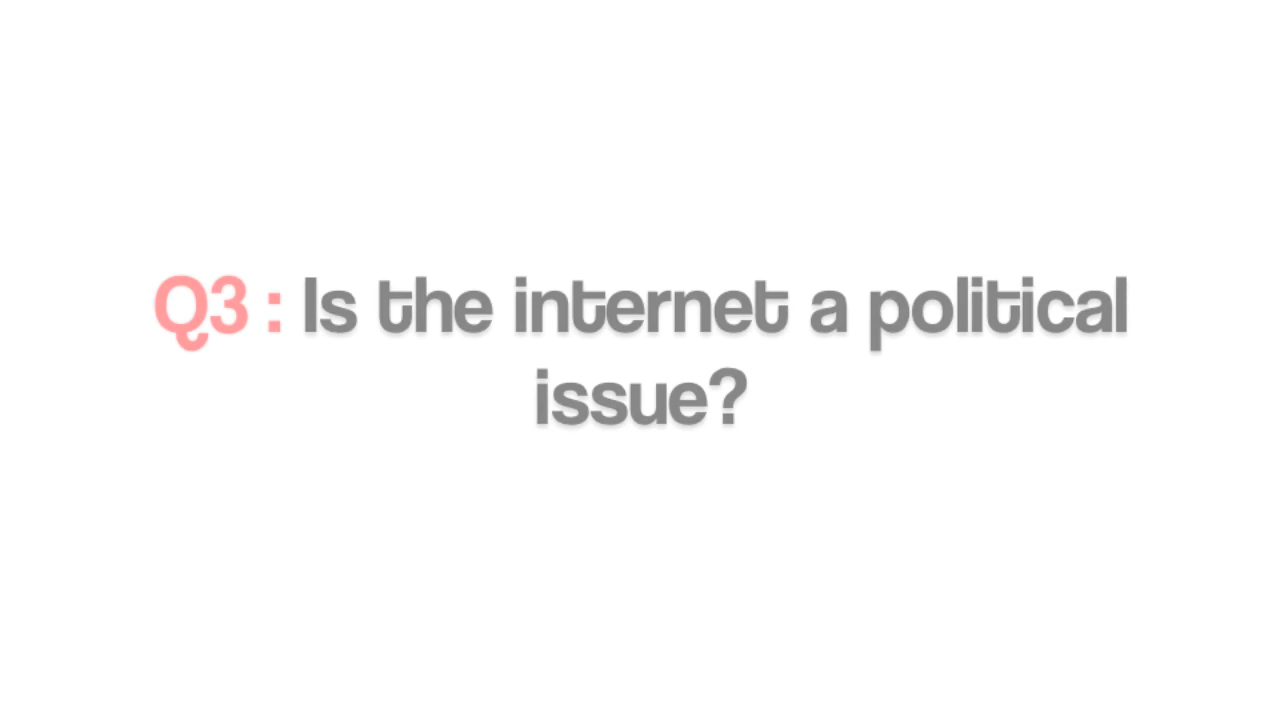 Q3 : Is the internet a political
issue?